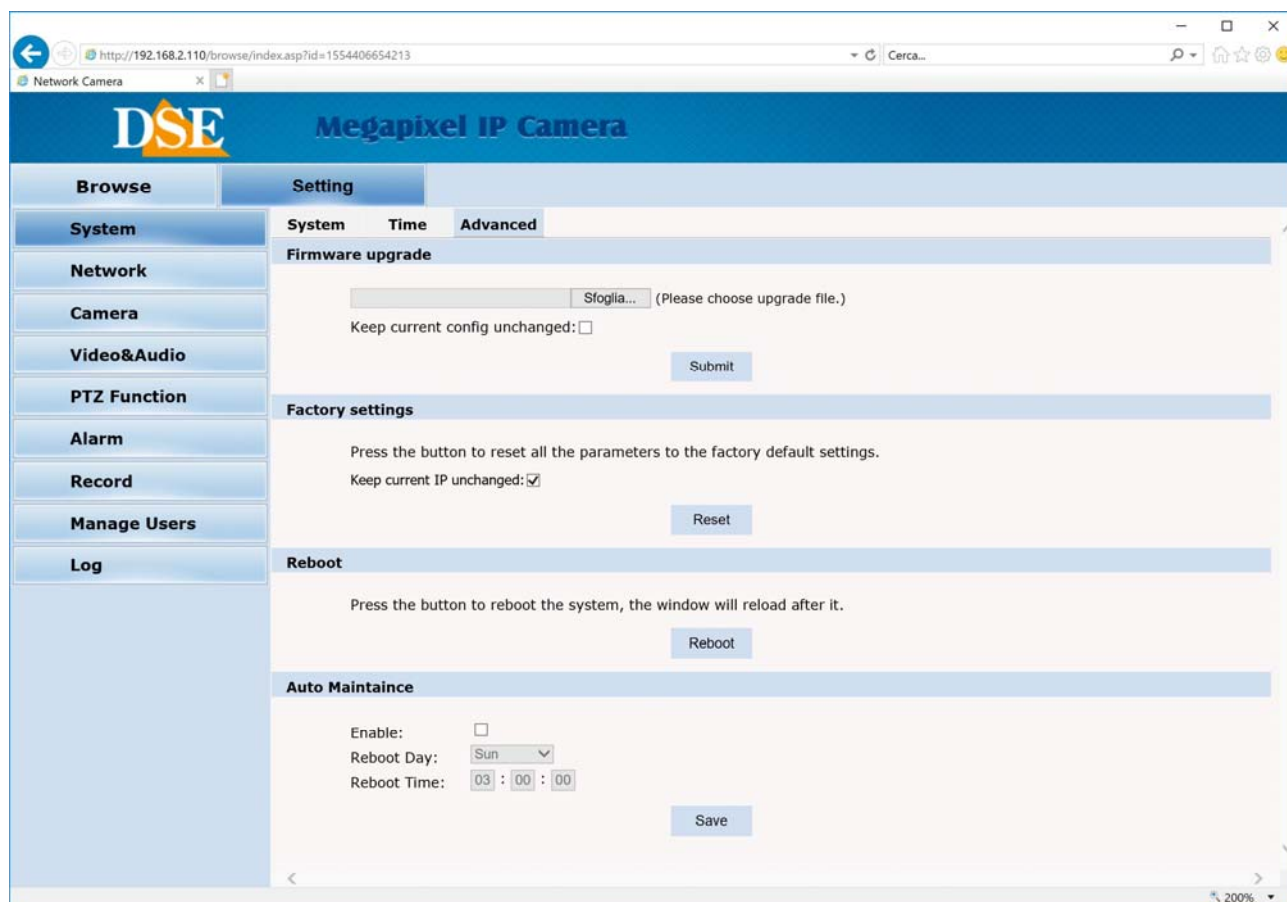 http://192.168.2.110/browse/index.asp?id=1554406654213
Cerca...
Network Camera
DSE
Megapixel IP Camera
Browse
Setting
System
Network
Camera
Video&Audio
PTZ Function
Alarm
Record
Manage Users
Log
System Time Advanced
Firmware upgrade
Sfoglia... (Please choose upgrade file.)
Keep current config unchanged:
Submit
Factory settings
Press the button to reset all the parameters to the factory default settings.
Keep current IP unchanged:
Reset
Reboot
Press the button to reboot the system, the window will reload after it.
Reboot
Auto Maintaince
Enable:
Reboot Day: Sun
Reboot Time: 03 : 00 : 00
Save
200%